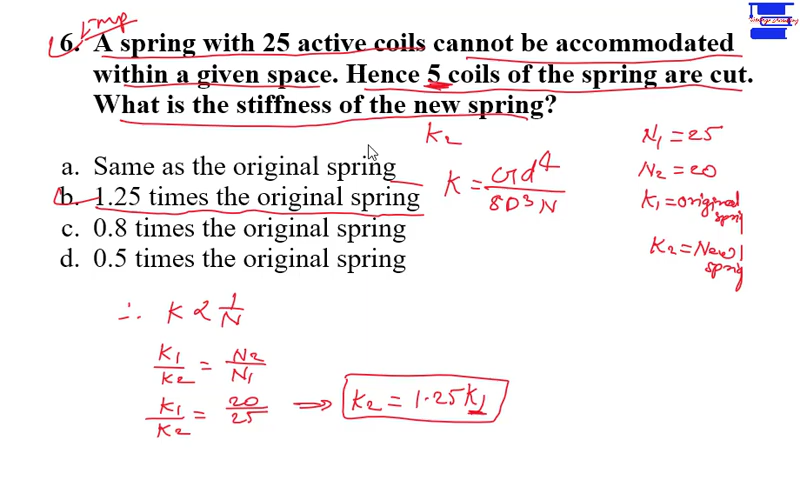 Imp
6. A spring with 25 active coils cannot be accommodated
within a given space. Hence 5 coils of the spring are cut.
What is the stiffness of the new spring?
K₂
a. Same as the original spring
b. 1.25 times the original spring
c. 0.8 times the original spring
d. 0.5 times the original spring
K = Gd⁴/8D³N
N₁ = 25
N₂ = 20
K₁ = original spring
K₂ = New spring
∴ K ∝ 1/N
K₁/K₂ = N₂/N₁
K₁/K₂ = 20/25 ⇒ K₂ = 1.25K₁